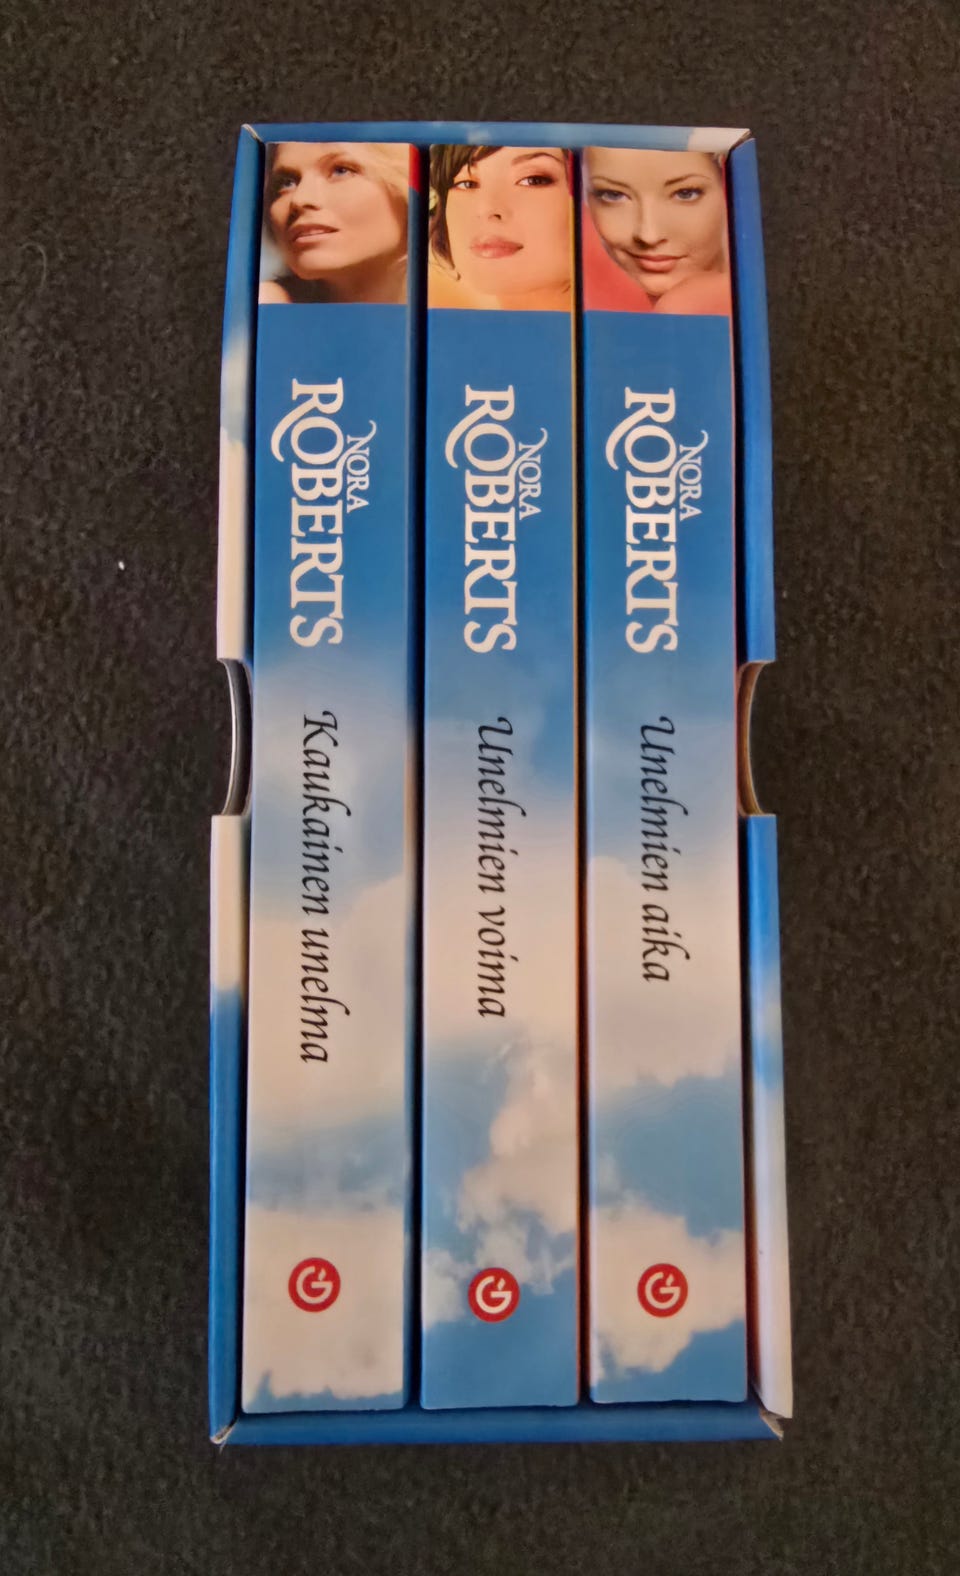 NORA
ROBERTS
Kaukainen unelma
G
NORA
ROBERTS
Unelmien voima
G
NORA
ROBERTS
Unelmien aika
G